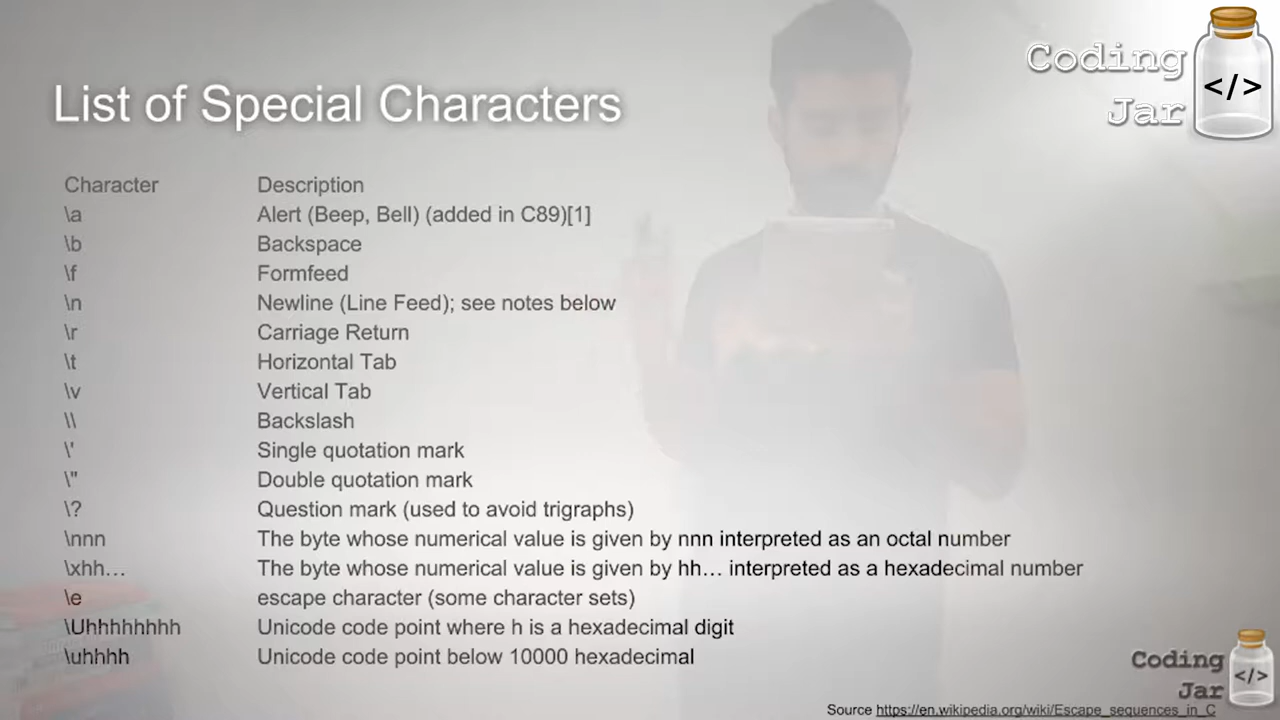 Coding
Jar
</>
List of Special Characters
Character Description
\a Alert (Beep, Bell) (added in C89)[1]
\b Backspace
\f Formfeed
\n Newline (Line Feed); see notes below
\r Carriage Return
\t Horizontal Tab
\v Vertical Tab
\\ Backslash
\' Single quotation mark
\" Double quotation mark
\? Question mark (used to avoid trigraphs)
\nnn The byte whose numerical value is given by nnn interpreted as an octal number
\xhh… The byte whose numerical value is given by hh… interpreted as a hexadecimal number
\e escape character (some character sets)
\Uhhhhhhhh Unicode code point where h is a hexadecimal digit
\uhhhh Unicode code point below 10000 hexadecimal
Coding
Jar
</>
Source https://en.wikipedia.org/wiki/Escape_sequences_in_C